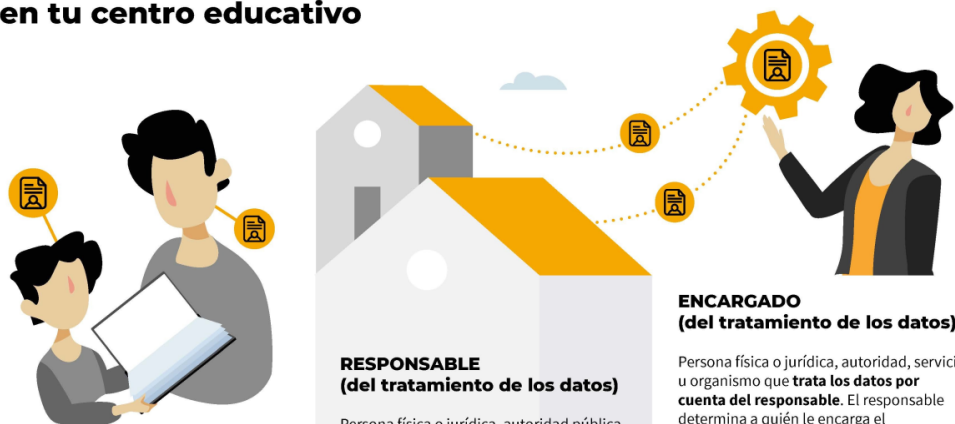 en tu centro educativo
RESPONSABLE
(del tratamiento de los datos)
Persona física o jurídica, autoridad pública
ENCARGADO
(del tratamiento de los datos)
Persona física o jurídica, autoridad, servici
u organismo que trata los datos por
cuenta del responsable. El responsable
determina a quién le encarga el